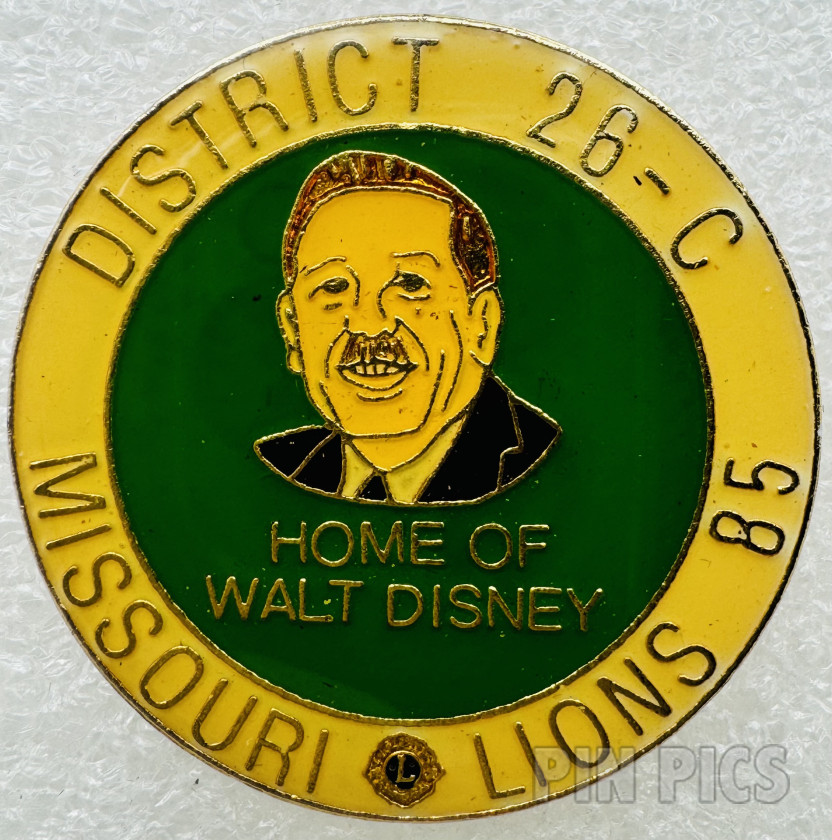 DISTRICT 26-C
HOME OF
WALT DISNEY
MISSOURI L LIONS 85
PIN PICS